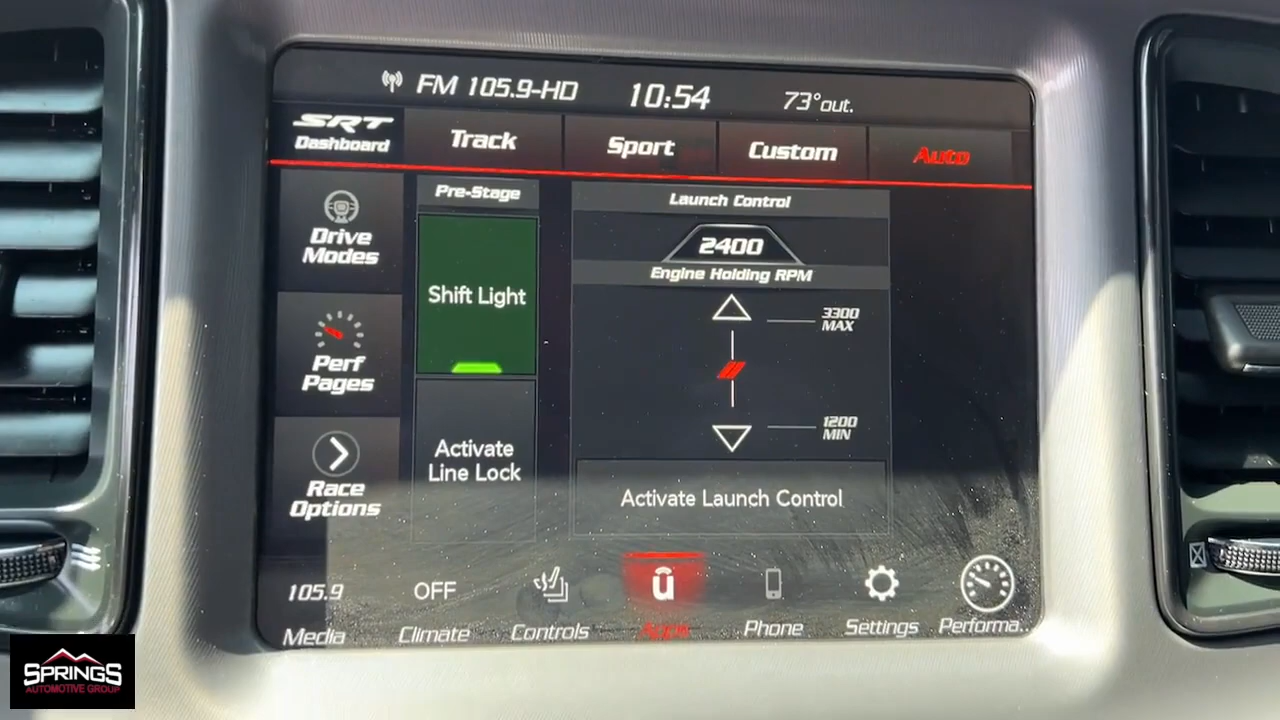 FM 105.9-HD 10:54 73°out.
SRT
Dashboard
Track Sport Custom Auto
Drive
Modes
Perf
Pages
Race
Options
Pre-Stage
Shift Light
Activate
Line Lock
Launch Control
2400
Engine Holding RPM
3300
MAX
1200
MIN
Activate Launch Control
105.9
Media
OFF
Climate
Controls
û
Apps
Phone
Settings
Performa..
SPRINGS
AUTOMOTIVE GROUP